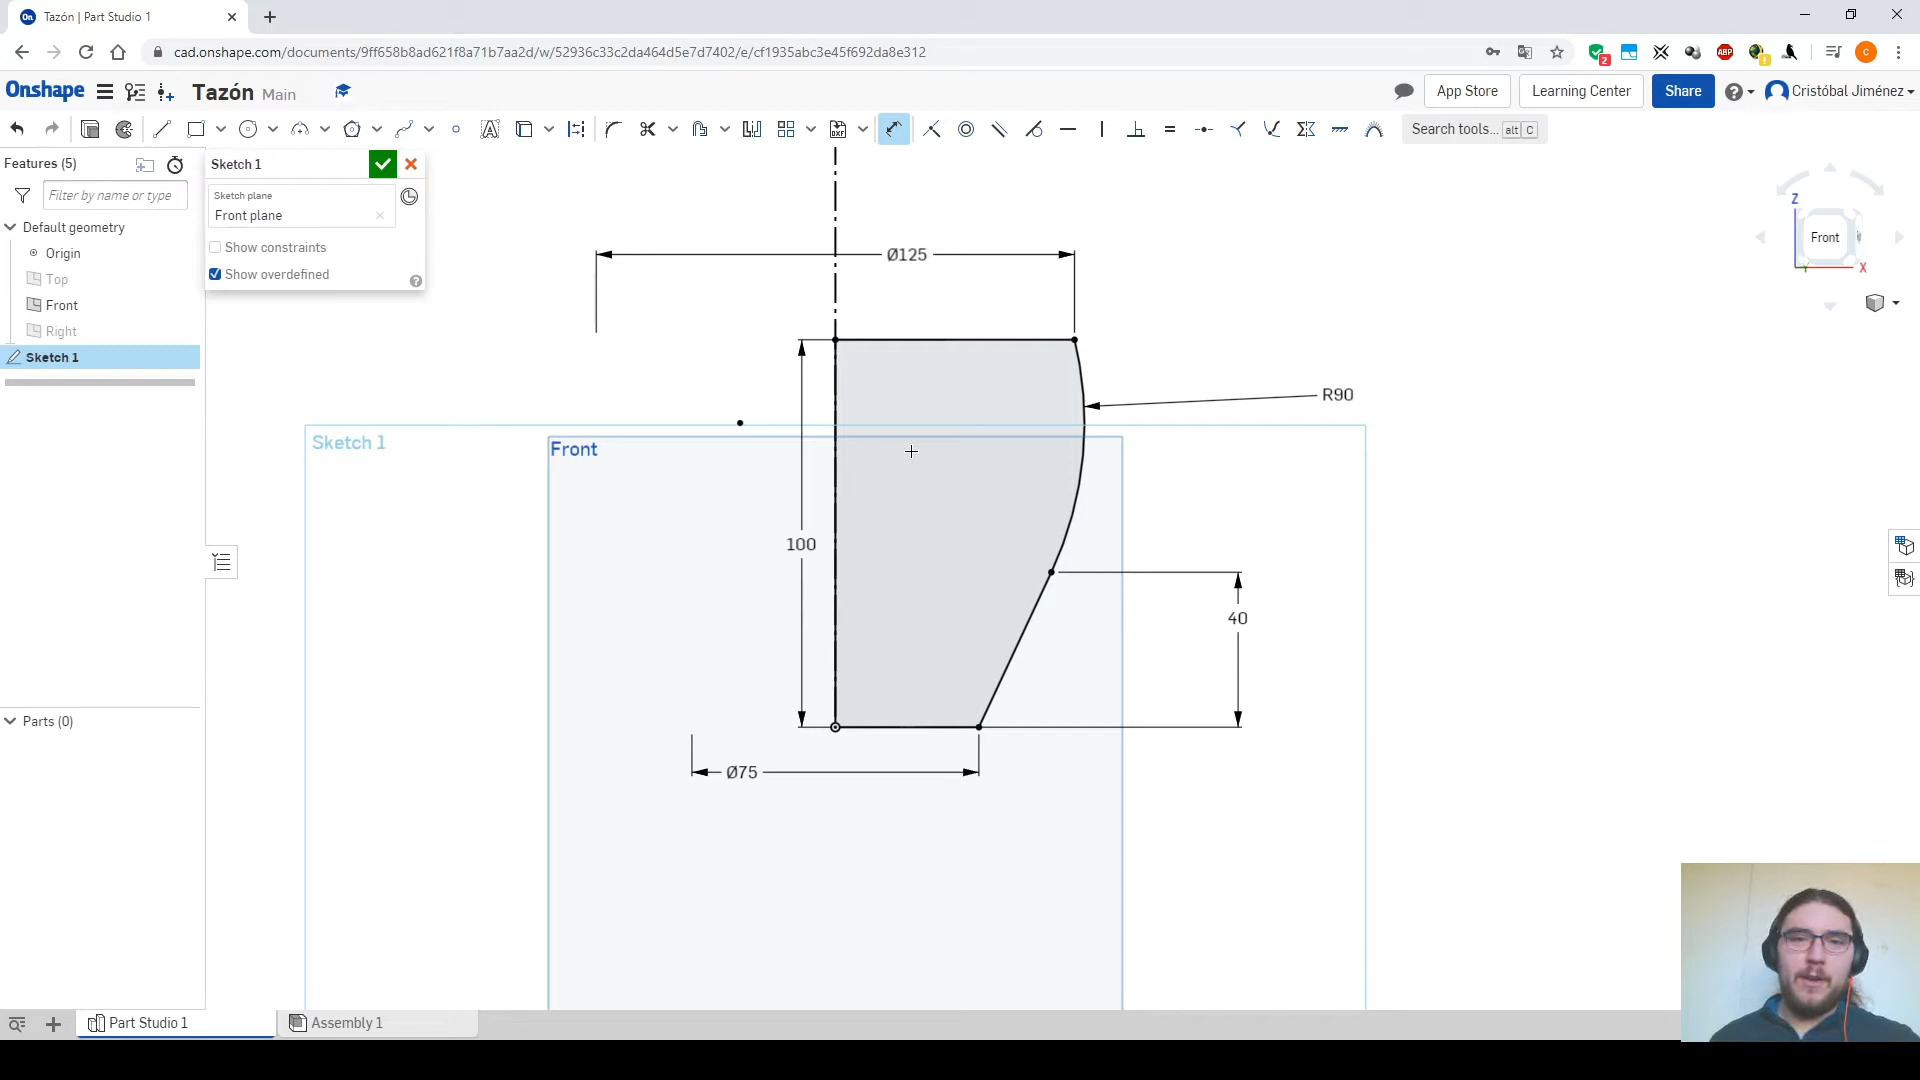 Tazón | Part Studio 1
cad.onshape.com/documents/9ff658b8ad621f8a71b7aa2d/w/52936c33c2da464d5e7d7402/e/cf1935abc3e45f692da8e312
2
ABP
C
Onshape
Tazón Main
App Store
Learning Center
Share
Cristóbal Jiménez
DXF
Search tools... alt C
Features (5)
Filter by name or type
Default geometry
Origin
Top
Front
Right
Sketch 1
Parts (0)
Sketch 1
Sketch plane
Front plane
Show constraints
Show overdefined
Z
Front
X
Ø125
R90
Sketch 1
Front
100
40
Ø75
Part Studio 1
Assembly 1